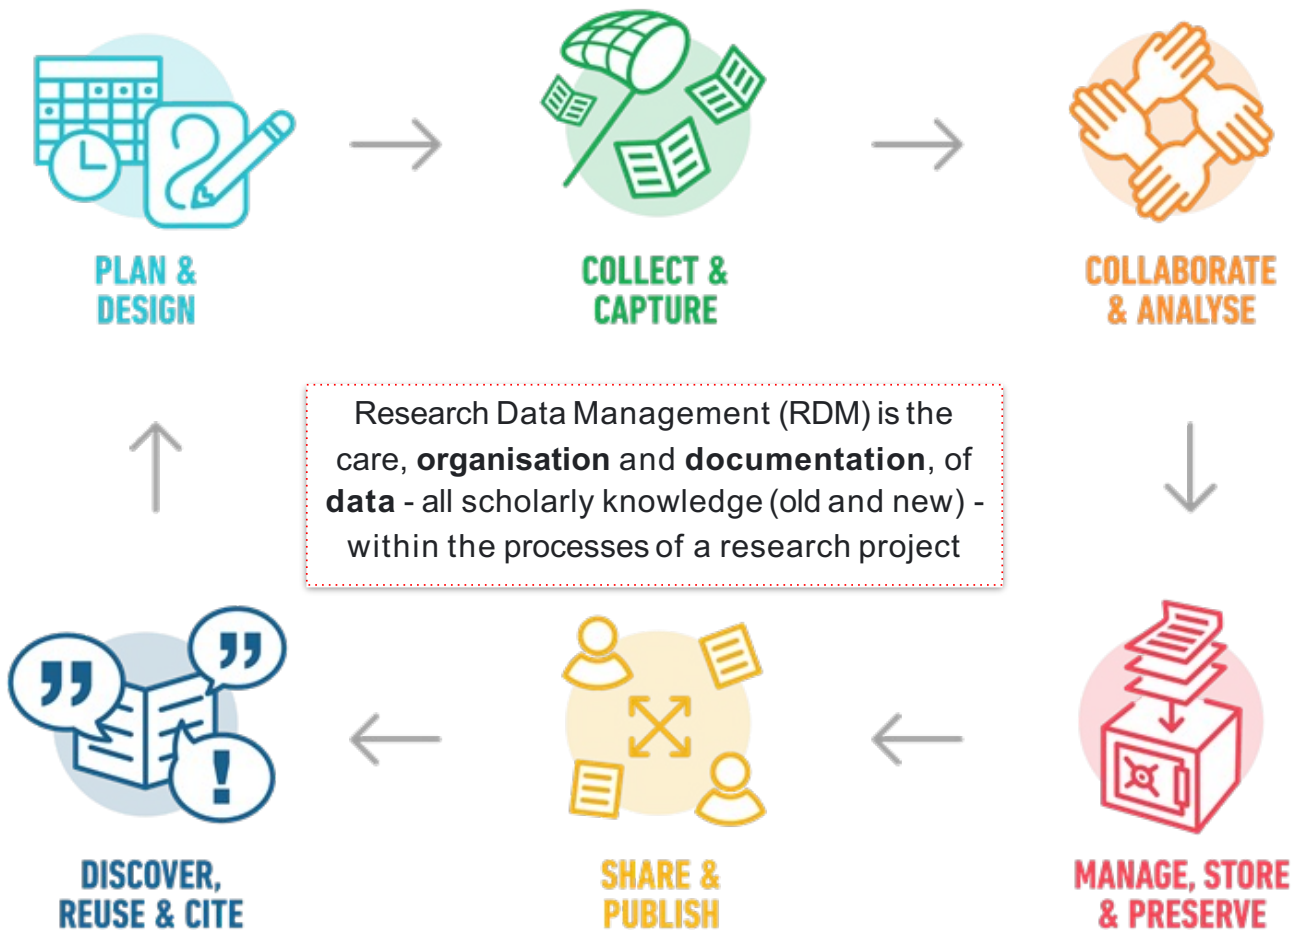 PLAN &
DESIGN
COLLECT &
CAPTURE
COLLABORATE
& ANALYSE
Research Data Management (RDM) is the
care, organisation and documentation, of
data - all scholarly knowledge (old and new) -
within the processes of a research project
DISCOVER,
REUSE & CITE
SHARE &
PUBLISH
MANAGE, STORE
& PRESERVE